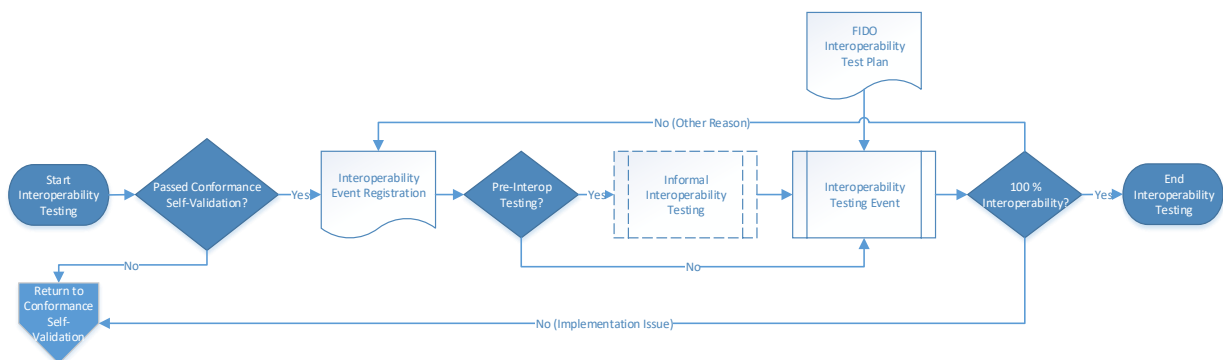 FIDO
Interoperability
Test Plan
No (Other Reason)
Start
Interoperability
Testing
Passed Conformance
Self-Validation?
Yes
Interoperability
Event Registration
Pre-Interop
Testing?
Yes
Informal
Interoperability
Testing
Interoperability
Testing Event
100 %
Interoperability?
Yes
End
Interoperability
Testing
No
No
Return to
Conformance
Self-
Validation
No (Implementation Issue)